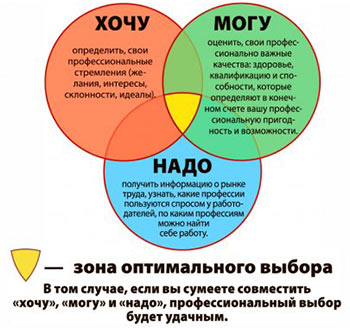 ХОЧУ
определить, свои
профессиональные
стремления (же-
лания, интересы,
склонности, идеалы).
МОГУ
оценить, свои профес-
сионально важные
качества: здоровье,
квалификацию и спо-
собности, которые
определяют в конеч-
ном счете вашу профес-
сиональную пригод-
ность и возможности.
НАДО
получить информацию о рынке
труда, узнать, какие профессии
пользуются спросом у работо-
дателей, по каким профессиям
можно найти
себе работу.
— зона оптимального выбора
В том случае, если вы сумеете совместить
«хочу», «могу» и «надо», профессиональный выбор
будет удачным.